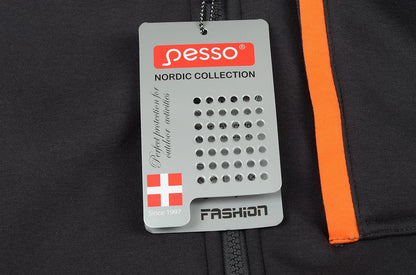 pesso®
NORDIC COLLECTION
Perfect protection for
outdoor activities
Since 1997
FASHION